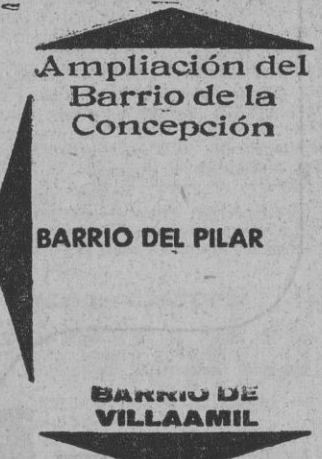 Ampliación del
Barrio de la
Concepción
BARRIO DEL PILAR
BARRIO DE
VILLAAMIL